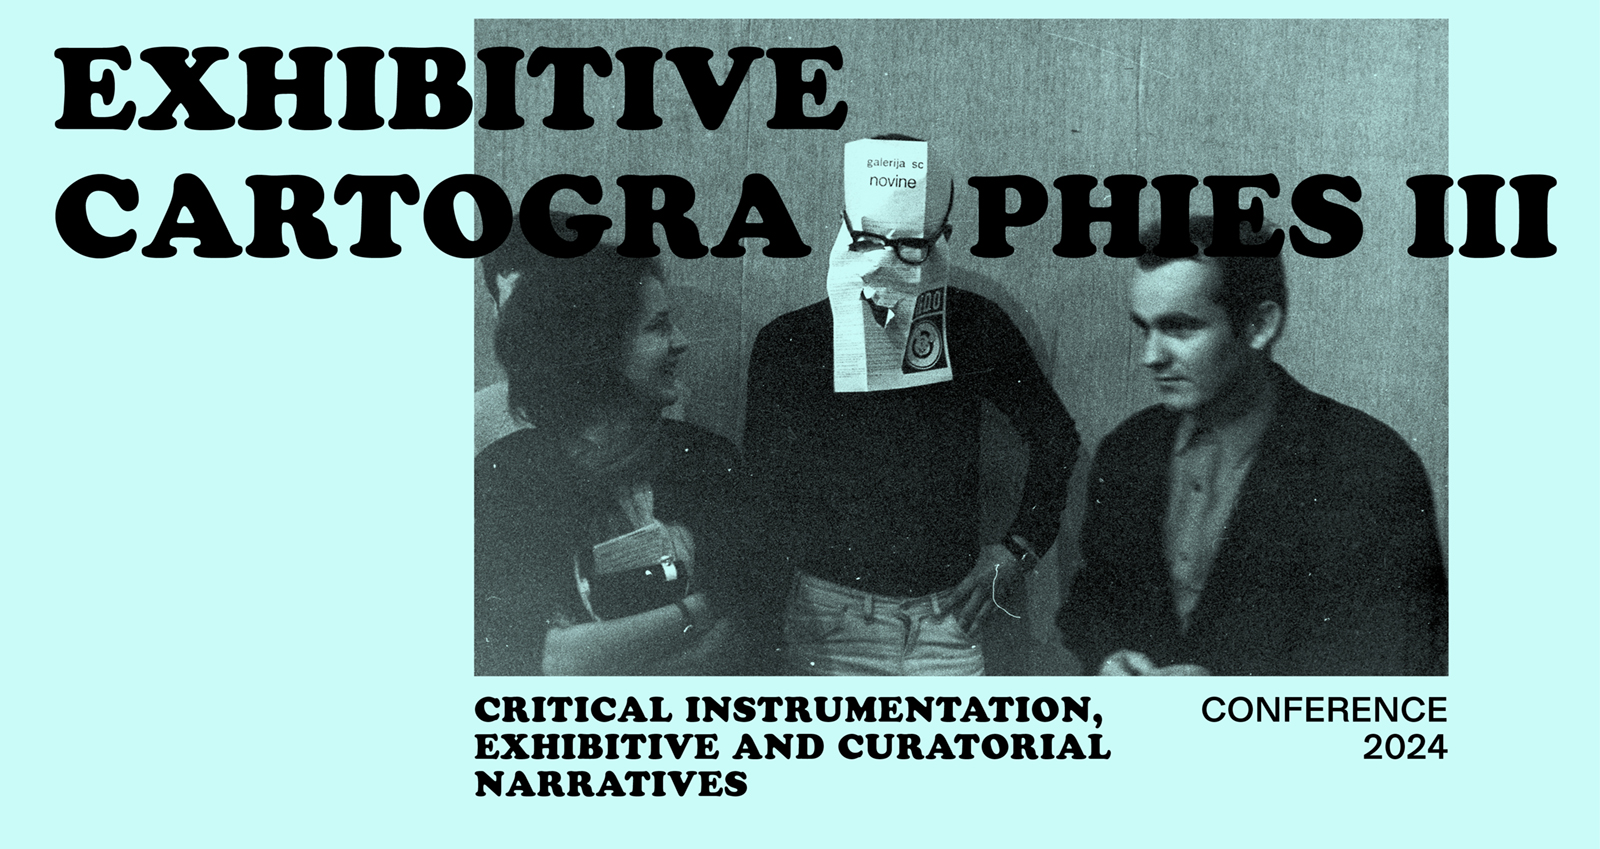 EXHIBITIVE
CARTOGRA PHIES III
galerija sc
novine
CRITICAL INSTRUMENTATION,
EXHIBITIVE AND CURATORIAL
NARRATIVES
CONFERENCE
2024